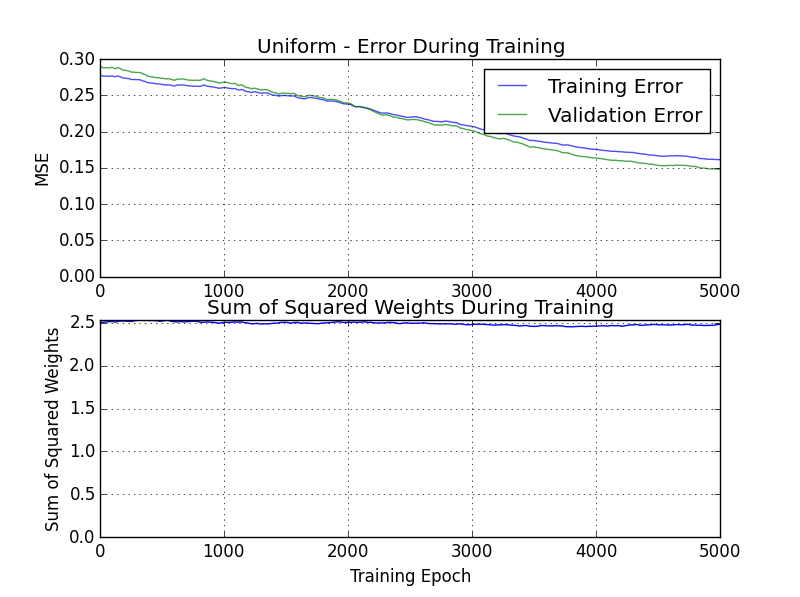 Uniform - Error During Training
0.30
0.25
0.20
0.15
0.10
0.05
0.00
MSE
Training Error
Validation Error
0 1000 2000 3000 4000 5000
Sum of Squared Weights During Training
2.5
2.0
1.5
1.0
0.5
0.0
Sum of Squared Weights
0 1000 2000 3000 4000 5000
Training Epoch